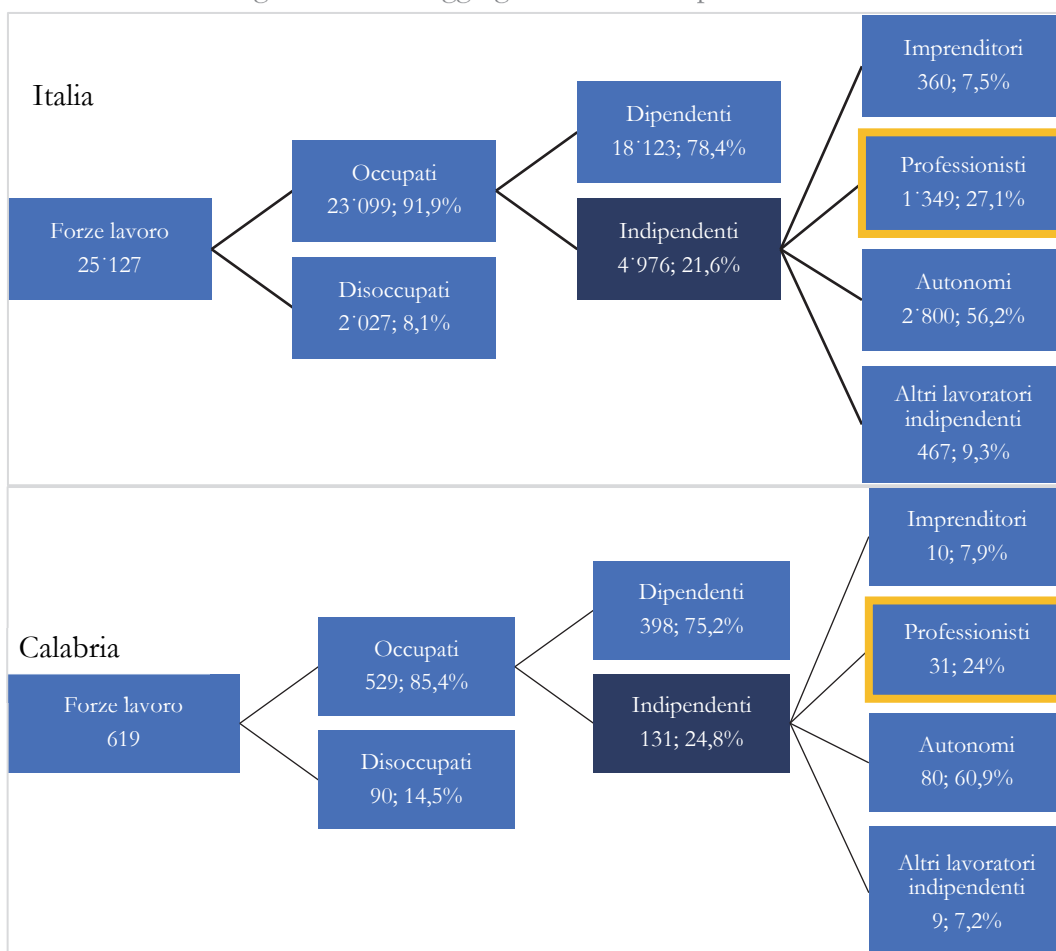 Italia
Forze lavoro
25˙127
Occupati
23˙099; 91,9%
Disoccupati
2˙027; 8,1%
Dipendenti
18˙123; 78,4%
Indipendenti
4˙976; 21,6%
Imprenditori
360; 7,5%
Professionisti
1˙349; 27,1%
Autonomi
2˙800; 56,2%
Altri lavoratori
indipendenti
467; 9,3%
Calabria
Forze lavoro
619
Occupati
529; 85,4%
Disoccupati
90; 14,5%
Dipendenti
398; 75,2%
Indipendenti
131; 24,8%
Imprenditori
10; 7,9%
Professionisti
31; 24%
Autonomi
80; 60,9%
Altri lavoratori
indipendenti
9; 7,2%